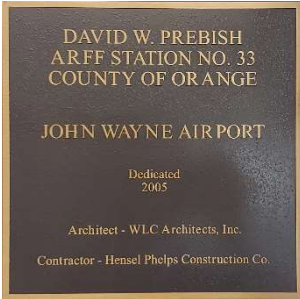 DAVID W. PREBISH
ARFF STATION NO. 33
COUNTY OF ORANGE
JOHN WAYNE AIRPORT
Dedicated
2005
Architect - WLC Architects, Inc.
Contractor - Hensel Phelps Construction Co.